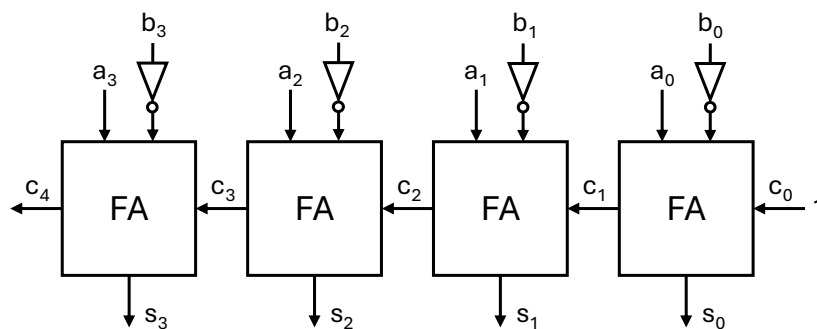 b₃ b₂ b₁ b₀
a₃ a₂ a₁ a₀
c₄ c₃ c₂ c₁ c₀
FA FA FA FA 1
s₃ s₂ s₁ s₀